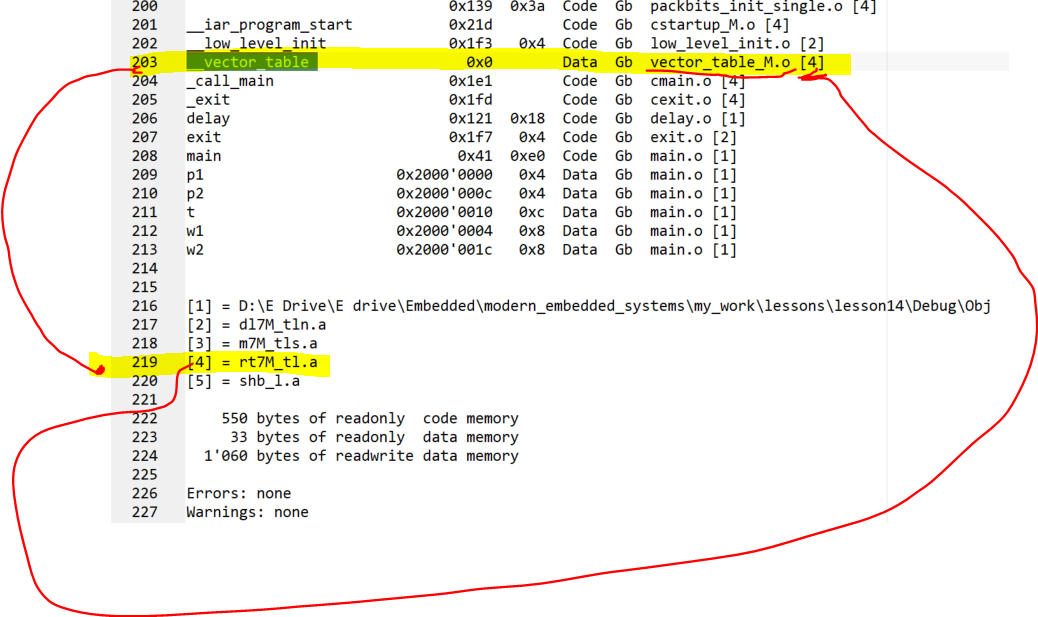 200                                 0x139  0x3a  Code  Gb  packbits_init_single.o [4]
201   __iar_program_start           0x21d        Code  Gb  cstartup_M.o [4]
202   __low_level_init              0x1f3   0x4  Code  Gb  low_level_init.o [2]
203   __vector_table                  0x0        Data  Gb  vector_table_M.o [4]
204   _call_main                    0x1e1        Code  Gb  cmain.o [4]
205   _exit                         0x1fd        Code  Gb  cexit.o [4]
206   delay                         0x121  0x18  Code  Gb  delay.o [1]
207   exit                          0x1f7   0x4  Code  Gb  exit.o [2]
208   main                           0x41  0xe0  Code  Gb  main.o [1]
209   p1                      0x2000'0000   0x4  Data  Gb  main.o [1]
210   p2                      0x2000'000c   0x4  Data  Gb  main.o [1]
211   t                       0x2000'0010   0xc  Data  Gb  main.o [1]
212   w1                      0x2000'0004   0x8  Data  Gb  main.o [1]
213   w2                      0x2000'001c   0x8  Data  Gb  main.o [1]
214
215
216   [1] = D:\E Drive\E drive\Embedded\modern_embedded_systems\my_work\lessons\lesson14\Debug\Obj
217   [2] = dl7M_tln.a
218   [3] = m7M_tls.a
219   [4] = rt7M_tl.a
220   [5] = shb_l.a
221
222       550 bytes of readonly  code memory
223        33 bytes of readonly  data memory
224     1'060 bytes of readwrite data memory
225
226   Errors: none
227   Warnings: none